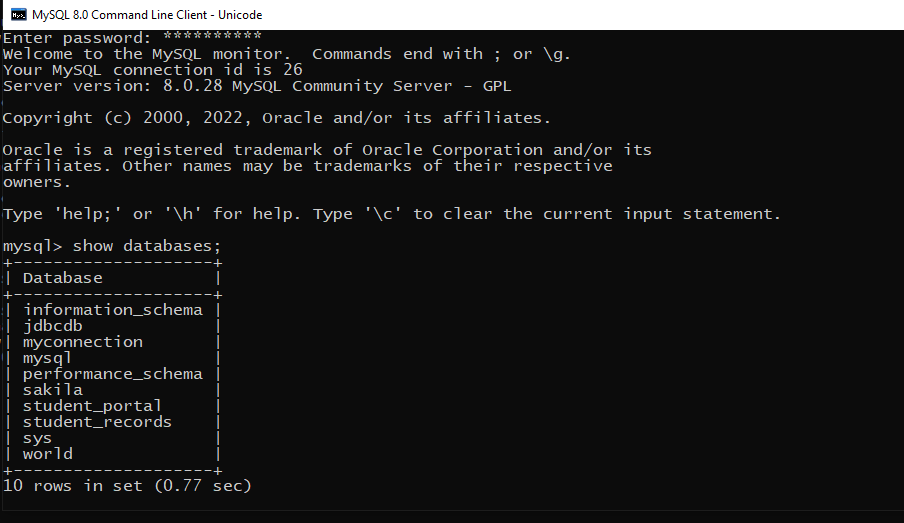 MySQL 8.0 Command Line Client - Unicode
Enter password: **********
Welcome to the MySQL monitor.  Commands end with ; or \g.
Your MySQL connection id is 26
Server version: 8.0.28 MySQL Community Server - GPL
Copyright (c) 2000, 2022, Oracle and/or its affiliates.
Oracle is a registered trademark of Oracle Corporation and/or its
affiliates. Other names may be trademarks of their respective
owners.
Type 'help;' or '\h' for help. Type '\c' to clear the current input statement.
mysql> show databases;
+--------------------+
| Database           |
+--------------------+
| information_schema |
| jdbcdb             |
| myconnection       |
| mysql              |
| performance_schema |
| sakila             |
| student_portal     |
| student_records    |
| sys                |
| world              |
+--------------------+
10 rows in set (0.77 sec)